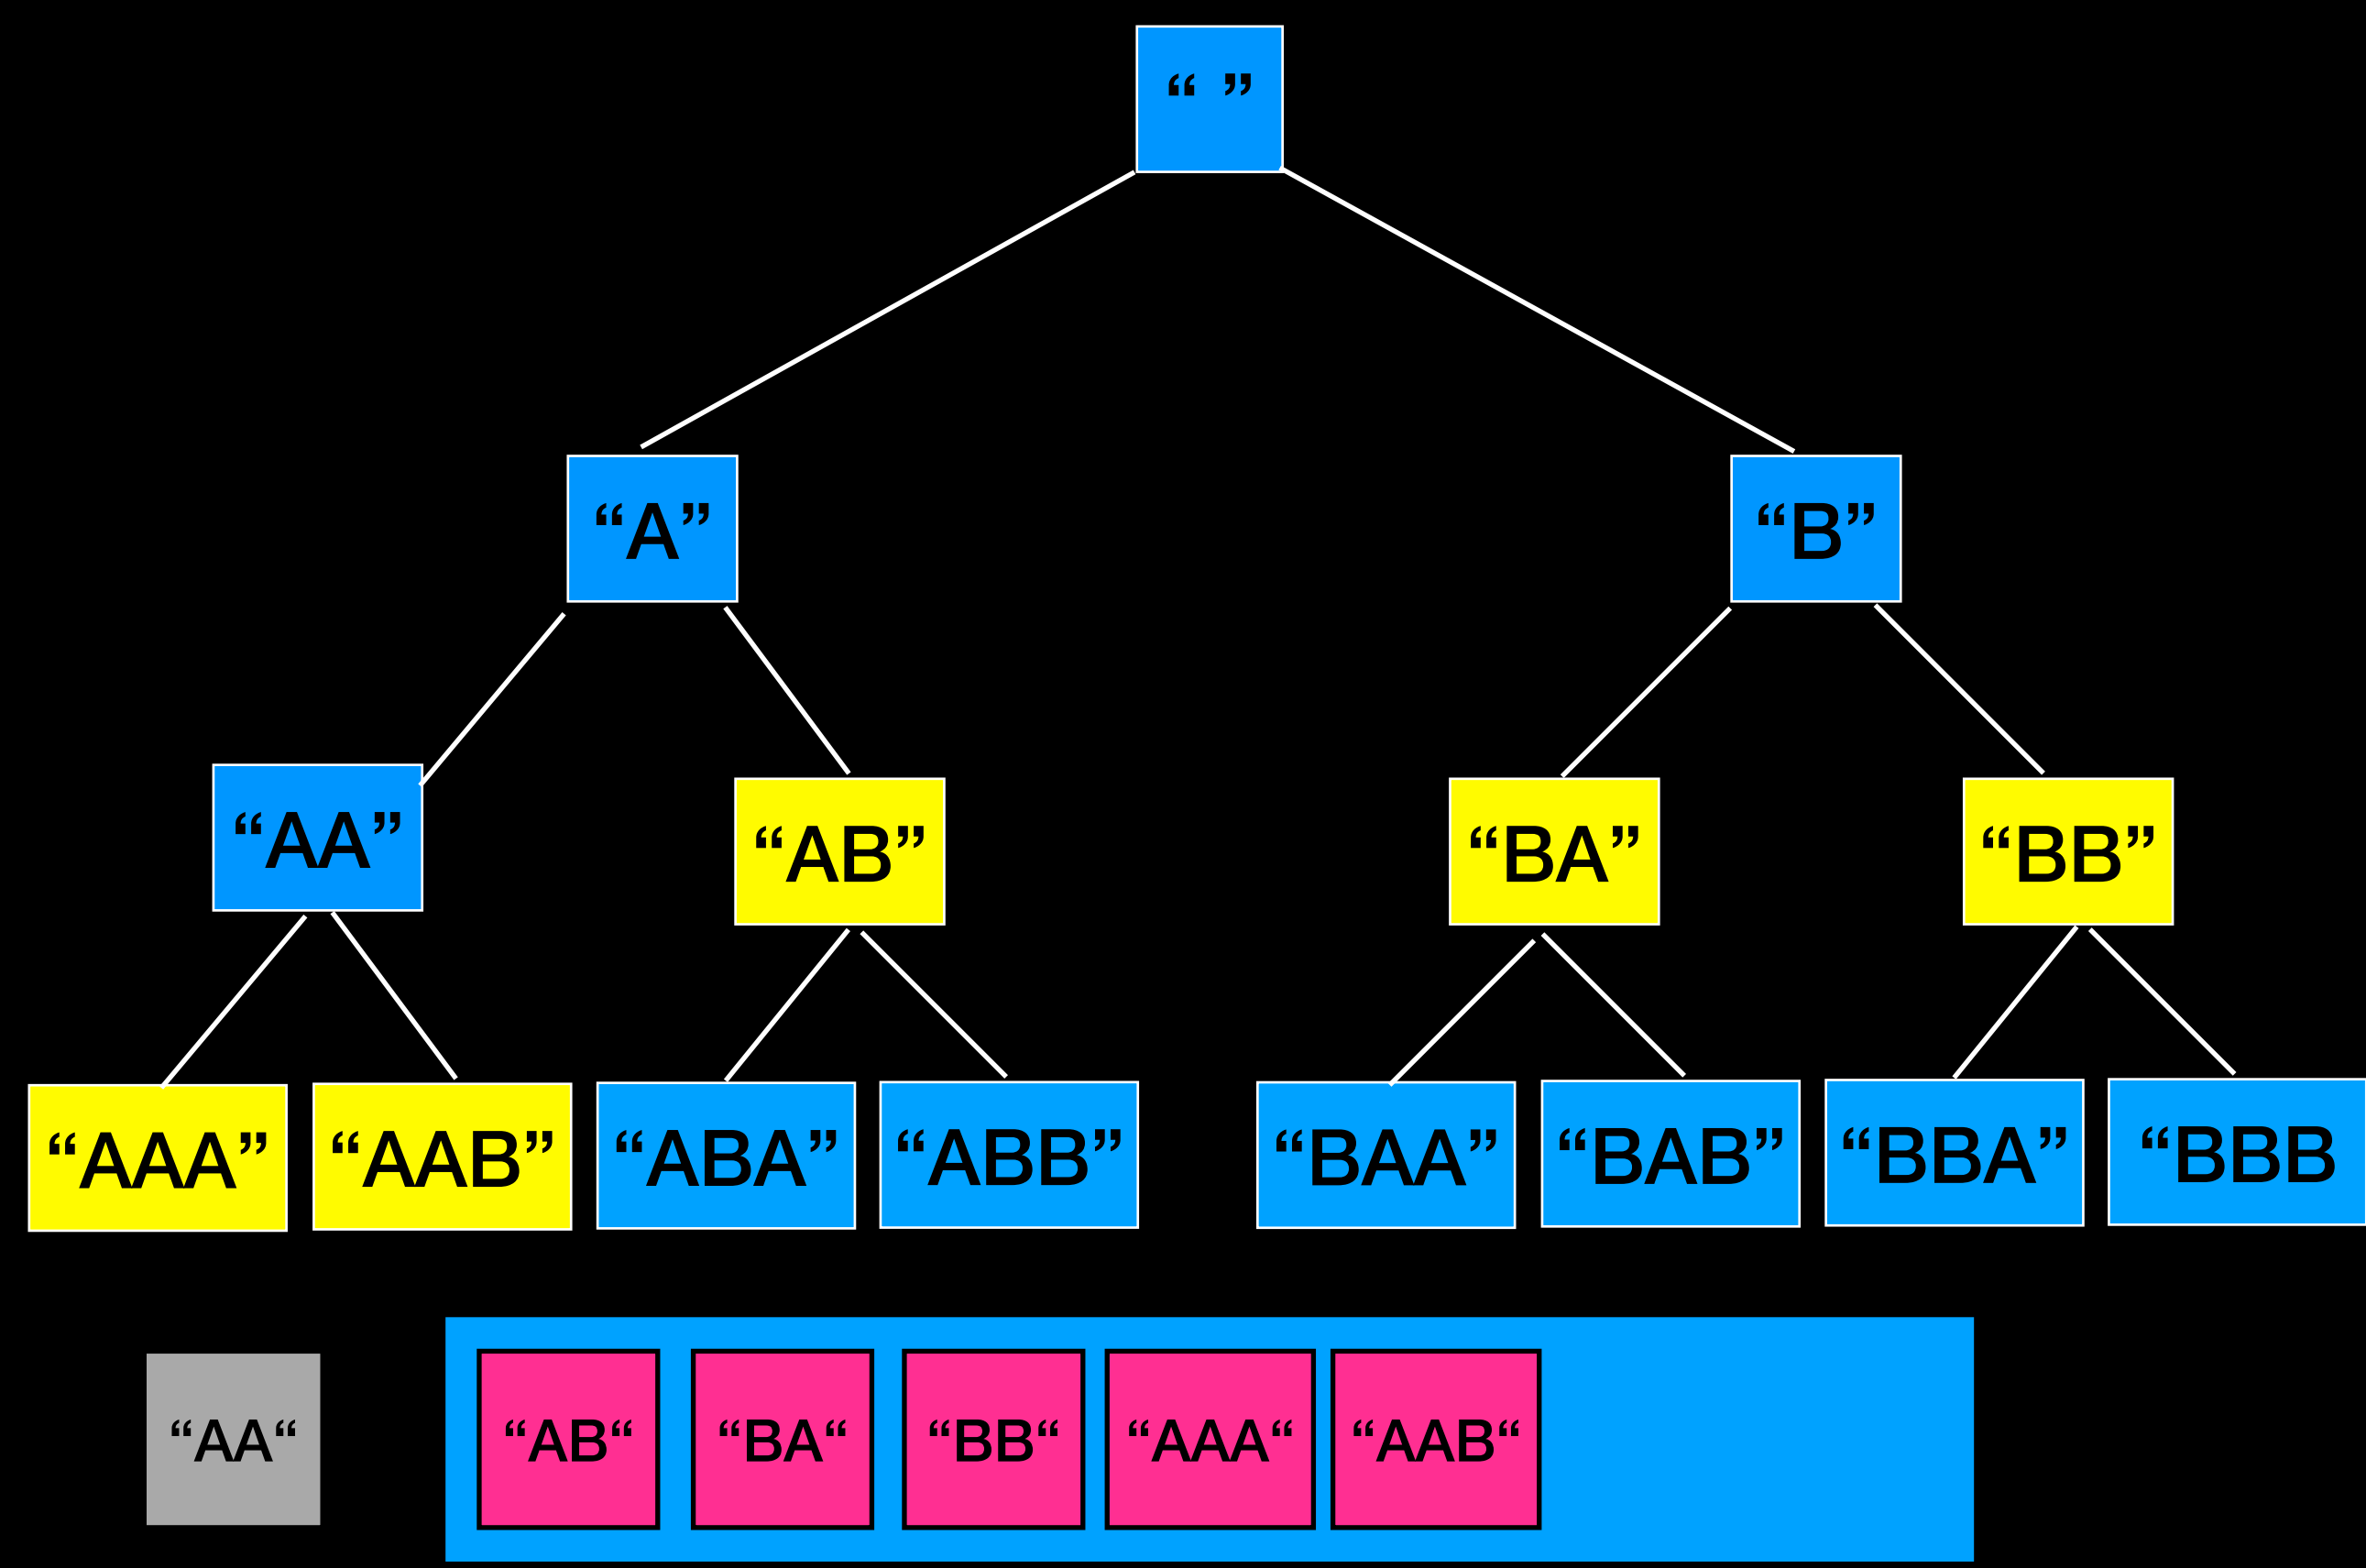 “ ”
“A” “B”
“AA” “AB” “BA” “BB”
“AAA” “AAB” “ABA” “ABB” “BAA” “BAB” “BBA” “BBB
“AA“ “AB“ “BA“ “BB“ “AAA“ “AAB“